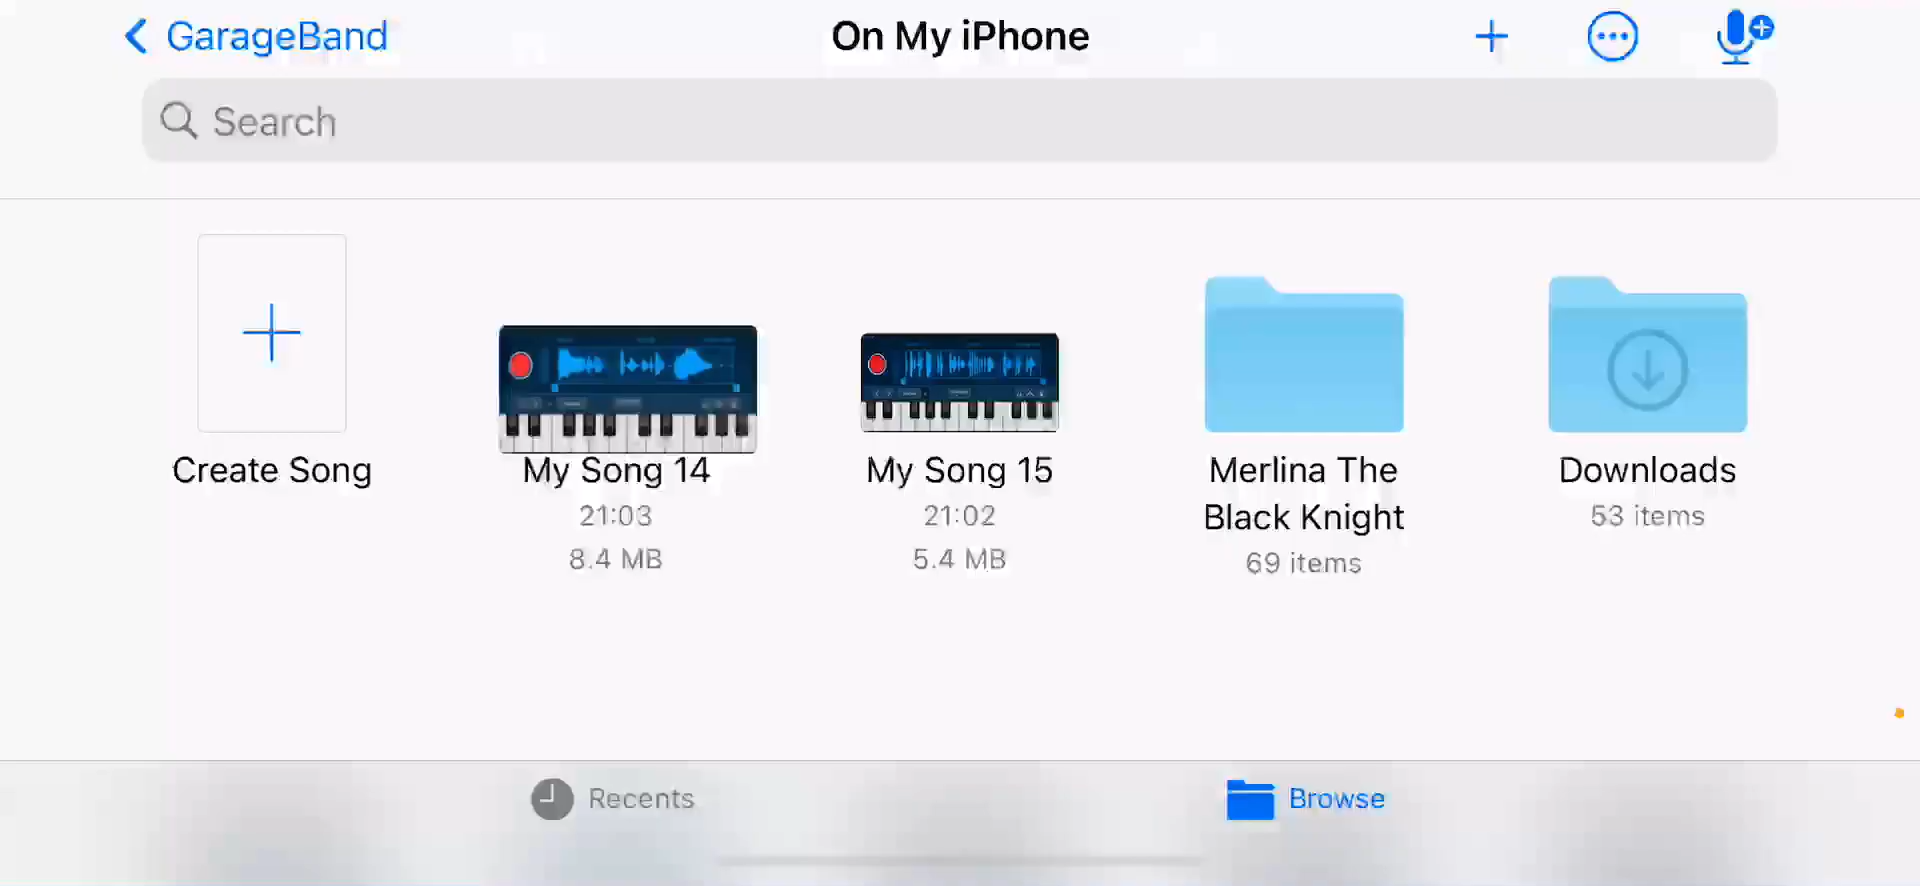 GarageBand
On My iPhone
Search
Create Song
My Song 14
21:03
8.4 MB
My Song 15
21:02
5.4 MB
Merlina The
Black Knight
69 items
Downloads
53 items
Recents
Browse